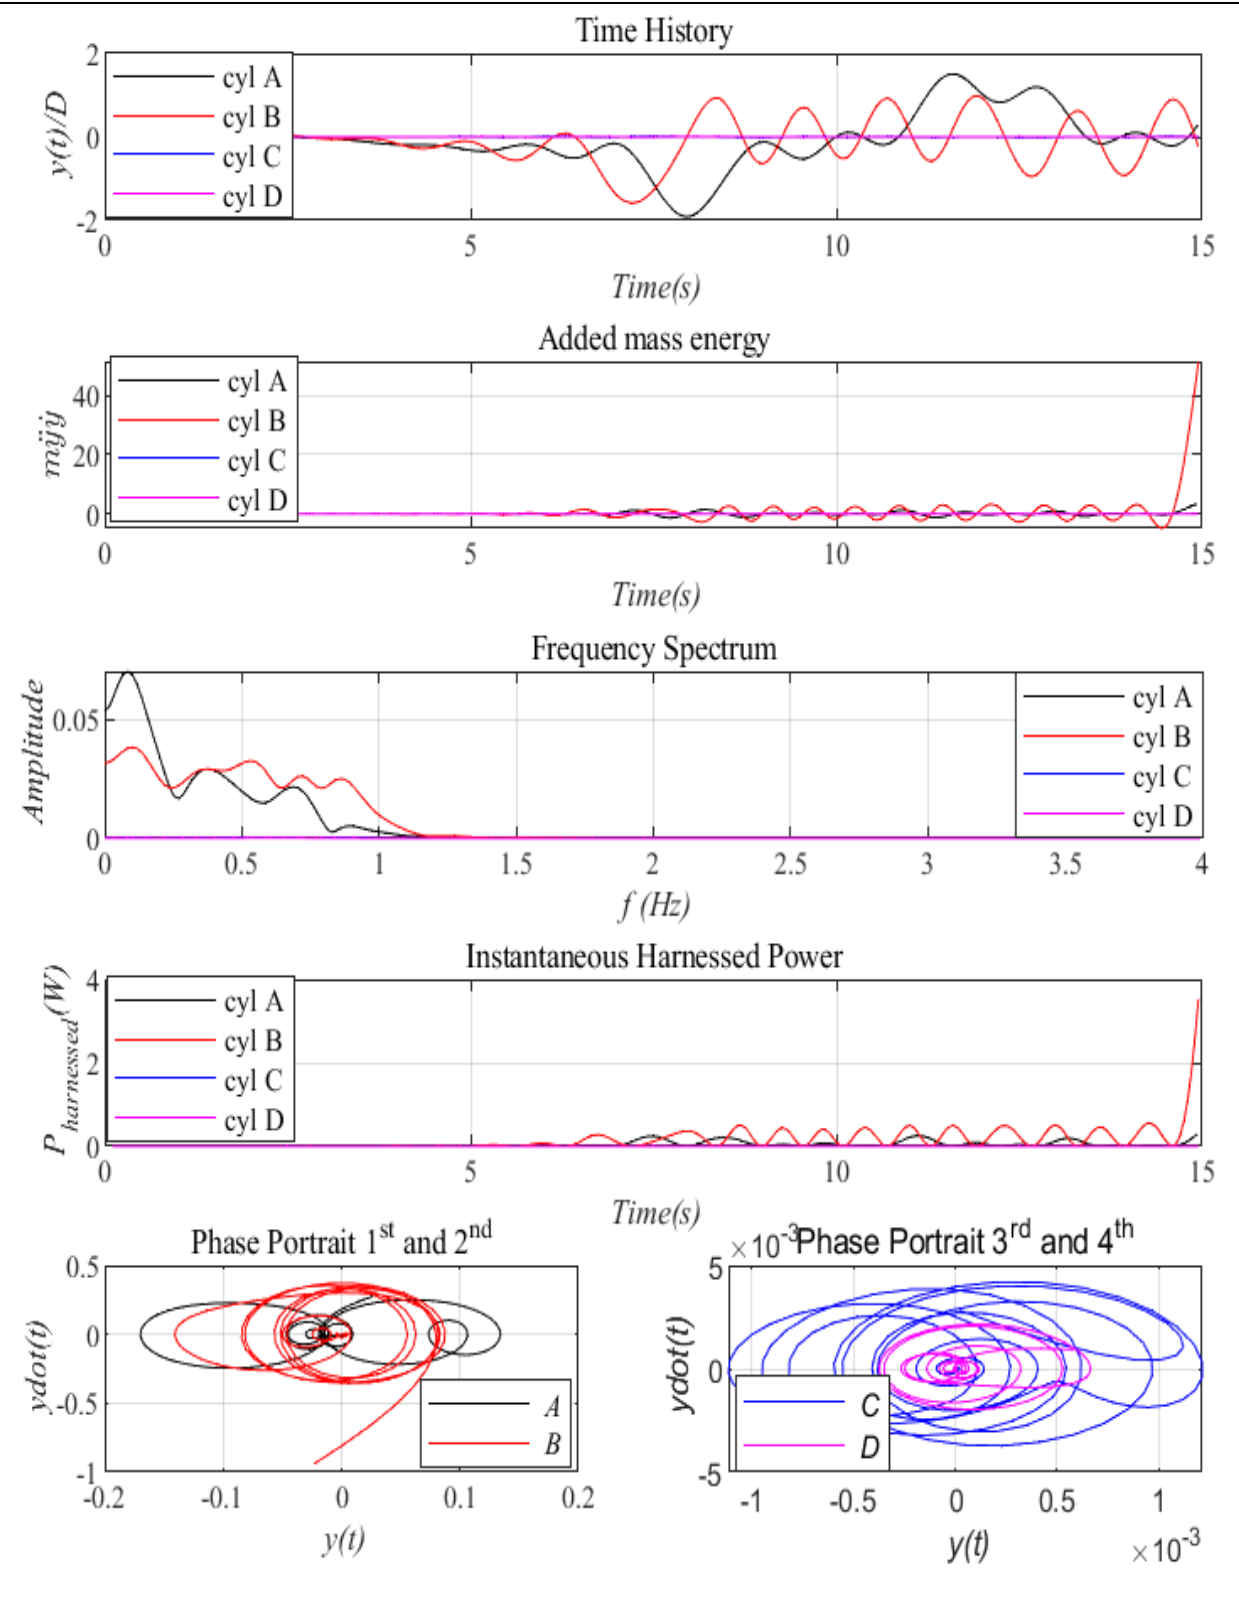 Time History
y(t)/D
2
0
-2
cyl A
cyl B
cyl C
cyl D
0 5 10 15
Time(s)
Added mass energy
mÿẏ
40
20
0
cyl A
cyl B
cyl C
cyl D
0 5 10 15
Time(s)
Frequency Spectrum
Amplitude
0.05
0
cyl A
cyl B
cyl C
cyl D
0 0.5 1 1.5 2 2.5 3 3.5 4
f (Hz)
Instantaneous Harnessed Power
P harnessed (W)
4
2
0
cyl A
cyl B
cyl C
cyl D
0 5 10 15
Time(s)
Phase Portrait 1st and 2nd
ydot(t)
0.5
0
-0.5
-1
A
B
-0.2 -0.1 0 0.1 0.2
y(t)
×10-3 Phase Portrait 3rd and 4th
ydot(t)
5
0
-5
C
D
-1 -0.5 0 0.5 1
y(t) ×10-3